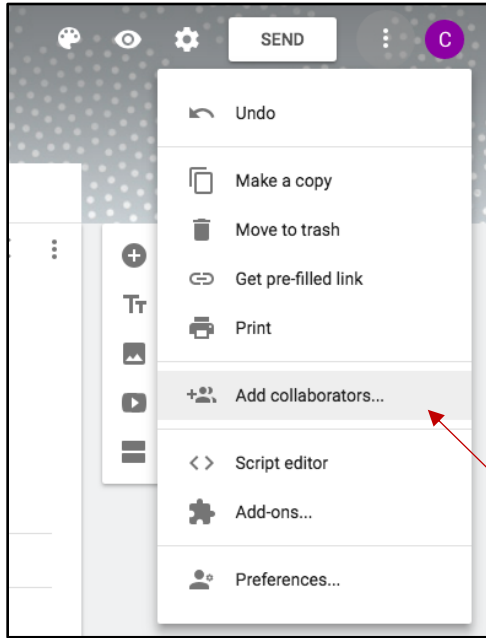 SEND
C
Undo
Make a copy
Move to trash
Get pre-filled link
Tт
Print
Add collaborators...
Script editor
Add-ons...
Preferences...